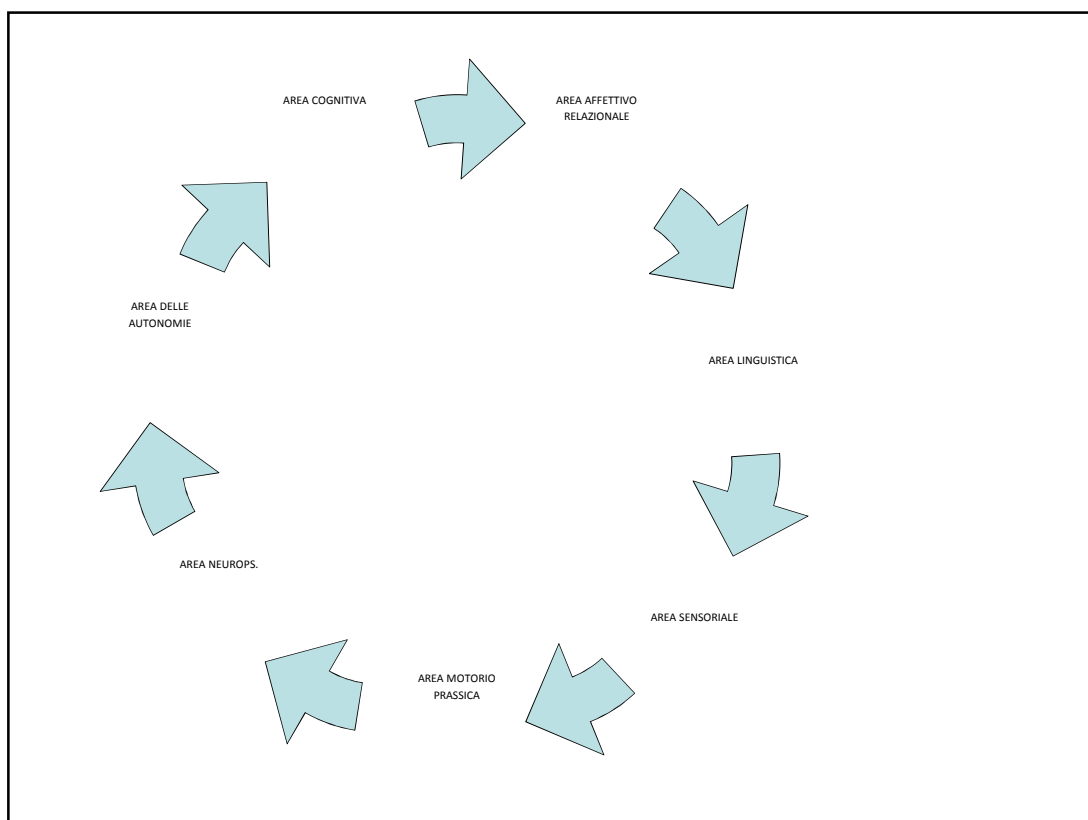 AREA COGNITIVA
AREA AFFETTIVO
RELAZIONALE
AREA LINGUISTICA
AREA SENSORIALE
AREA MOTORIO
PRASSICA
AREA NEUROPS.
AREA DELLE
AUTONOMIE